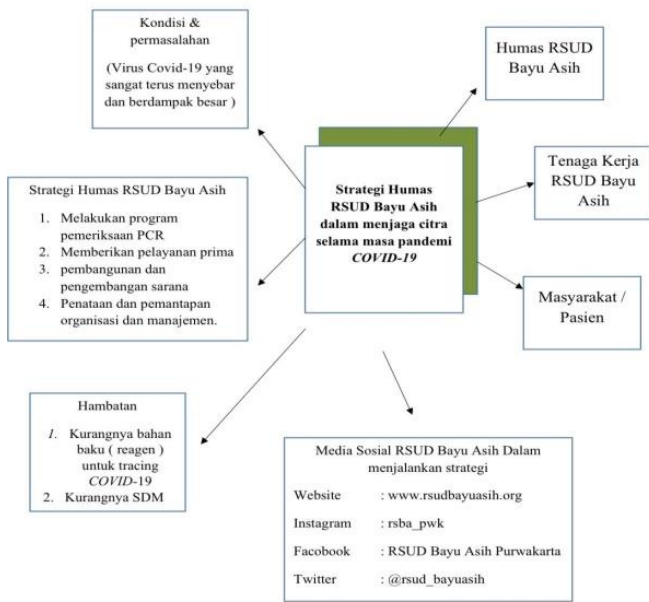 Kondisi &
permasalahan
(Virus Covid-19 yang
sangat terus menyebar
dan berdampak besar )
Humas RSUD
Bayu Asih
Tenaga Kerja
RSUD Bayu
Asih
Masyarakat /
Pasien
Strategi Humas
RSUD Bayu Asih
dalam menjaga citra
selama masa pandemi
COVID-19
Strategi Humas RSUD Bayu Asih
1. Melakukan program
pemeriksaan PCR
2. Memberikan pelayanan prima
3. pembangunan dan
pengembangan sarana
4. Penataan dan pemantapan
organisasi dan manajemen.
Hambatan
1. Kurangnya bahan
baku ( reagen )
untuk tracing
COVID-19
2. Kurangnya SDM
Media Sosial RSUD Bayu Asih Dalam
menjalankan strategi
Website : www.rsudbayuasih.org
Instagram : rsba_pwk
Facobook : RSUD Bayu Asih Purwakarta
Twitter : @rsud_bayuasih